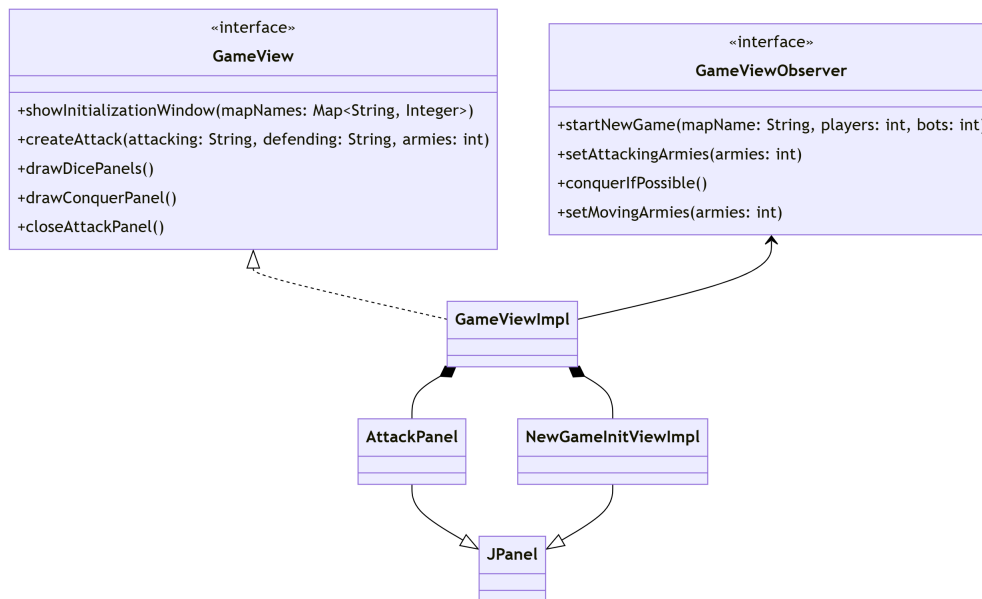 «interface»
GameView
+showInitializationWindow(mapNames: Map<String, Integer>)
+createAttack(attacking: String, defending: String, armies: int)
+drawDicePanels()
+drawConquerPanel()
+closeAttackPanel()
«interface»
GameViewObserver
+startNewGame(mapName: String, players: int, bots: int)
+setAttackingArmies(armies: int)
+conquerIfPossible()
+setMovingArmies(armies: int)
GameViewImpl
AttackPanel
NewGameInitViewImpl
JPanel